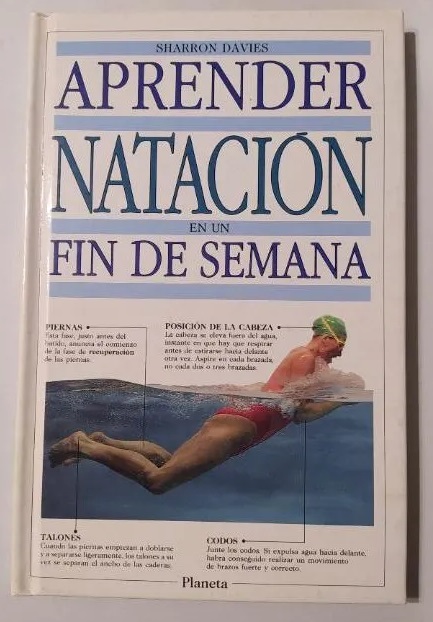 SHARRON DAVIES
APRENDER
NATACIÓN
EN UN
FIN DE SEMANA
PIERNAS
Esta fase, justo antes del
batido, anuncia el comienzo
de la fase de recuperación
de las piernas.
POSICIÓN DE LA CABEZA
La cabeza se eleva fuera del agua,
instante en que hay que respirar
antes de estirarse hacia delante
otra vez. Aspire en cada brazada,
no cada dos o tres brazadas.
TALONES
Cuando las piernas empiezan a doblarse
y a separarse ligeramente, los talones a su
vez se separan el ancho de las caderas.
CODOS
Junte los codos. Si expulsa agua hacia delante,
habrá conseguido realizar un movimiento
de brazos fuerte y correcto.
Planeta